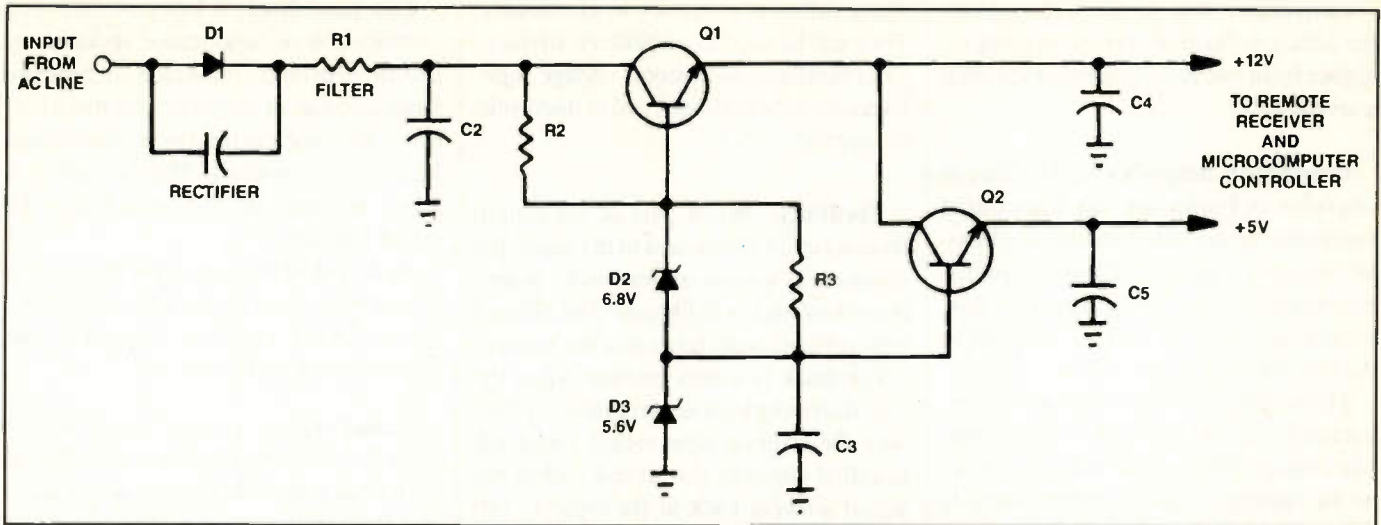 INPUT
FROM
AC LINE
D1
RECTIFIER
R1
FILTER
C2
R2
Q1
D2
6.8V
D3
5.6V
R3
C3
Q2
C4
C5
+12V
TO REMOTE
RECEIVER
AND
MICROCOMPUTER
CONTROLLER
+5V